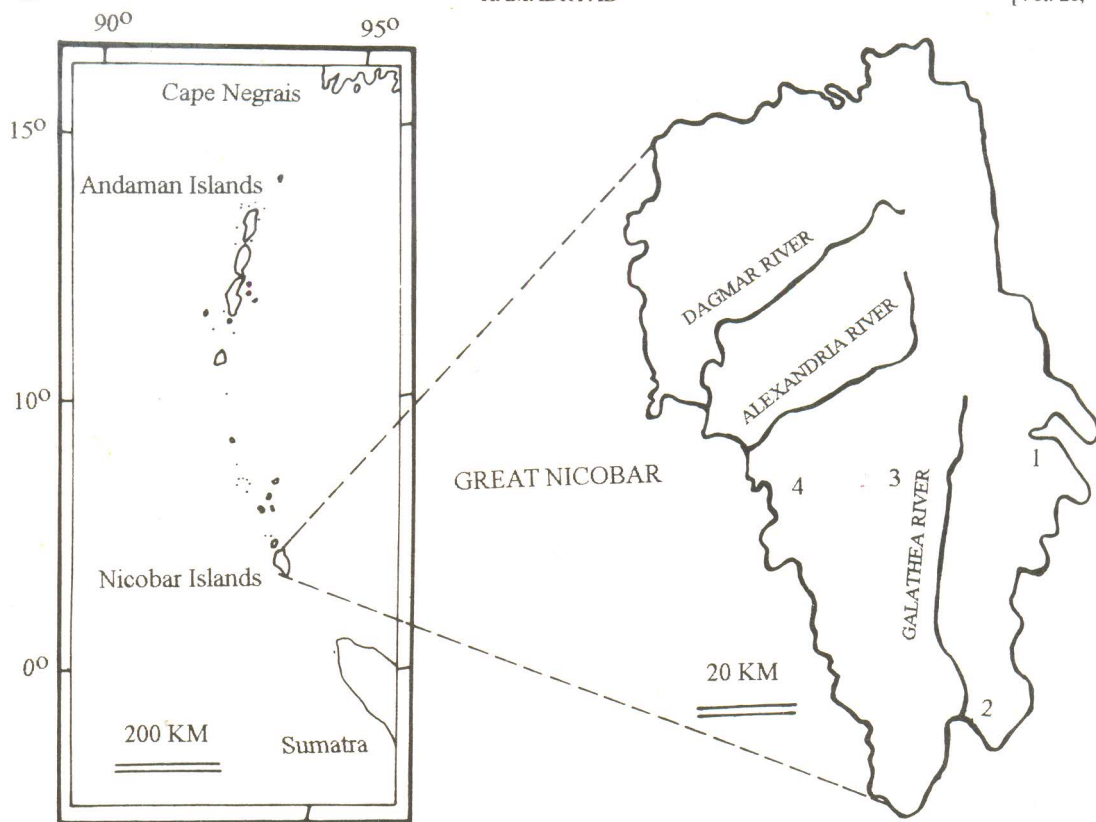 90⁰
95⁰
Cape Negrais
15⁰
Andaman Islands
10⁰
Nicobar Islands
0⁰
200 KM
Sumatra
GREAT NICOBAR
DAGMAR RIVER
ALEXANDRIA RIVER
GALATHEA RIVER
1
4
3
2
20 KM